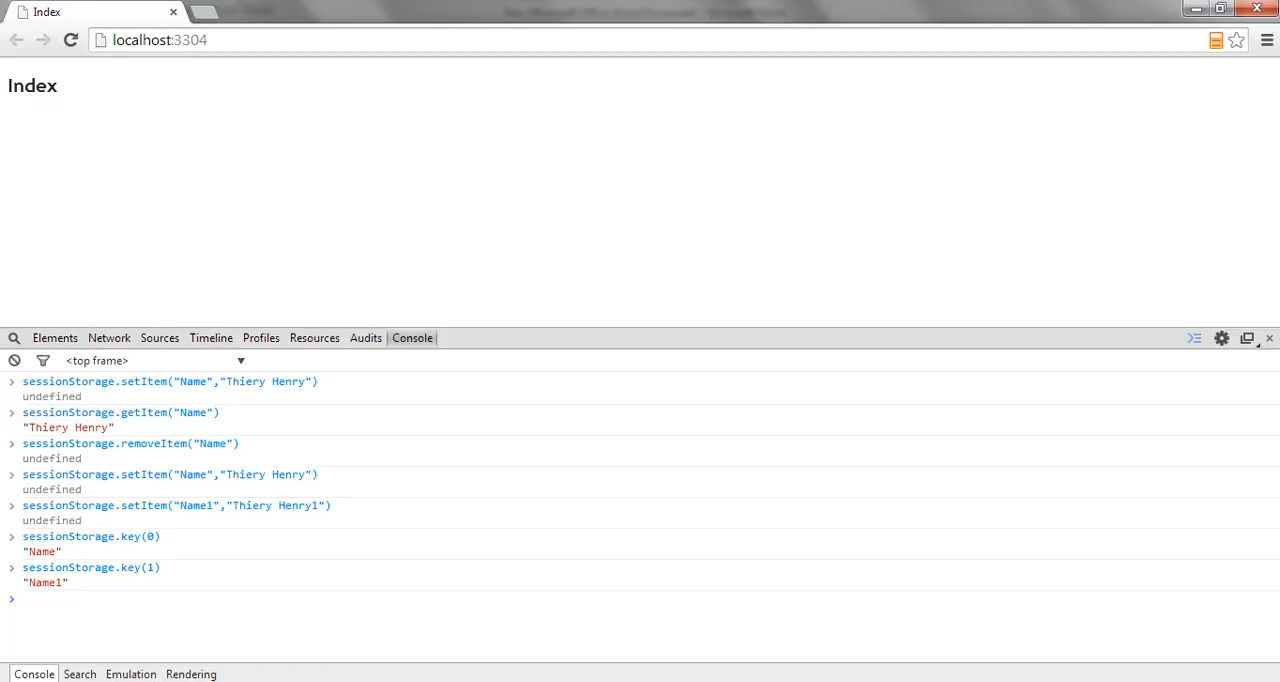 Index
localhost:3304
Index
Elements Network Sources Timeline Profiles Resources Audits Console
<top frame>
> sessionStorage.setItem("Name","Thiery Henry")
undefined
> sessionStorage.getItem("Name")
"Thiery Henry"
> sessionStorage.removeItem("Name")
undefined
> sessionStorage.setItem("Name","Thiery Henry")
undefined
> sessionStorage.setItem("Name1","Thiery Henry1")
undefined
> sessionStorage.key(0)
"Name"
> sessionStorage.key(1)
"Name1"
>
Console Search Emulation Rendering